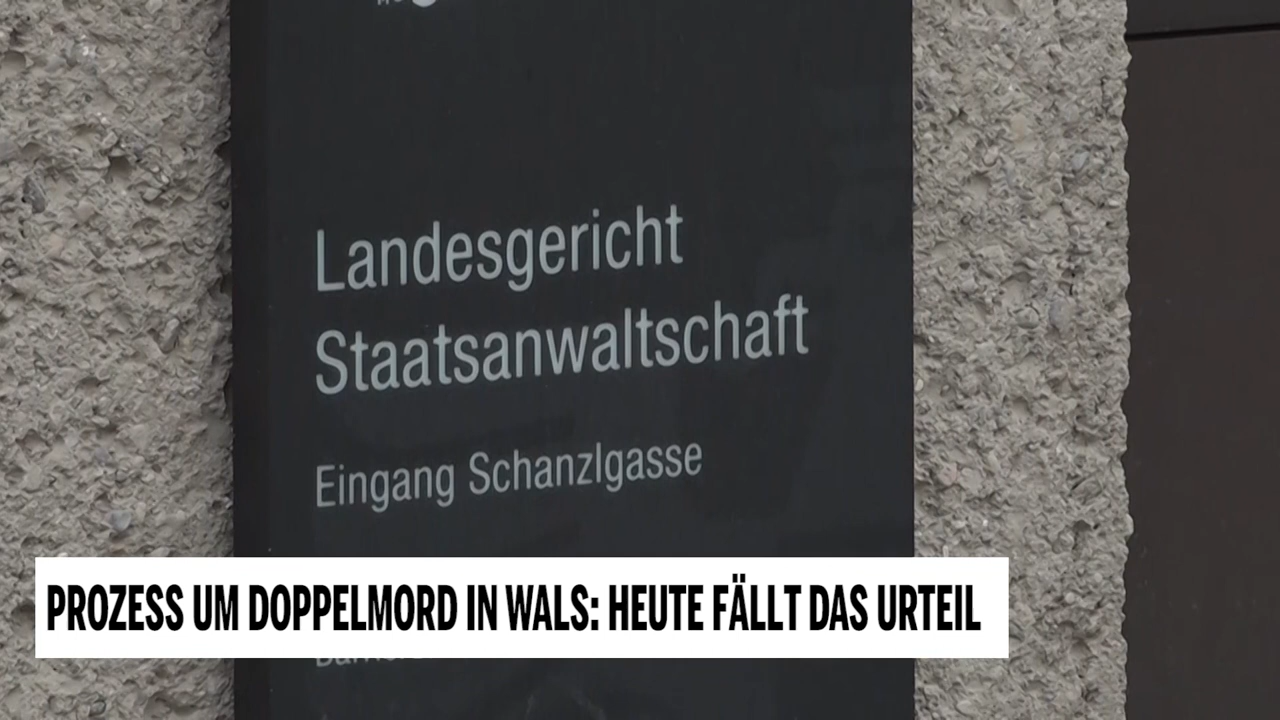 Landesgericht
Staatsanwaltschaft
Eingang Schanzlgasse
PROZESS UM DOPPELMORD IN WALS: HEUTE FÄLLT DAS URTEIL